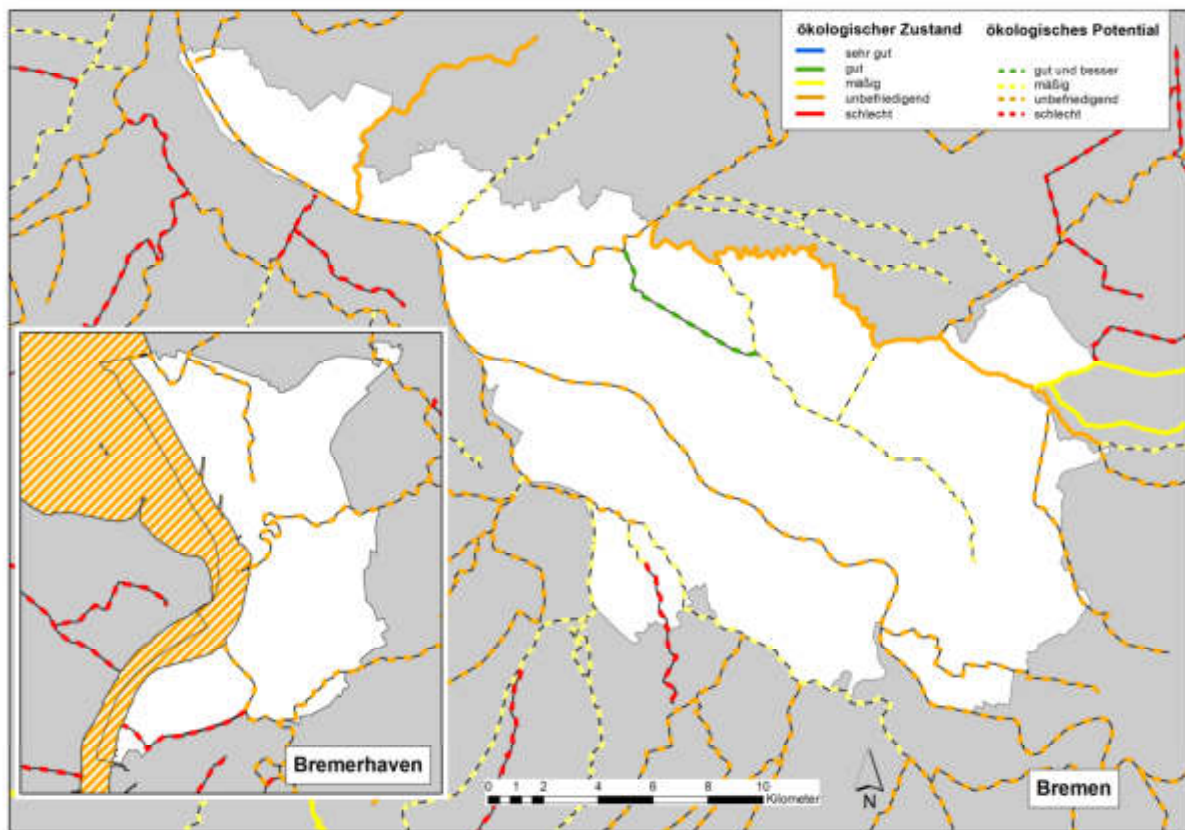 ökologischer Zustand
sehr gut
gut
mäßig
unbefriedigend
schlecht
ökologisches Potential
gut und besser
mäßig
unbefriedigend
schlecht
Bremerhaven
0 1 2 4 6 8 10
Kilometer
N
Bremen